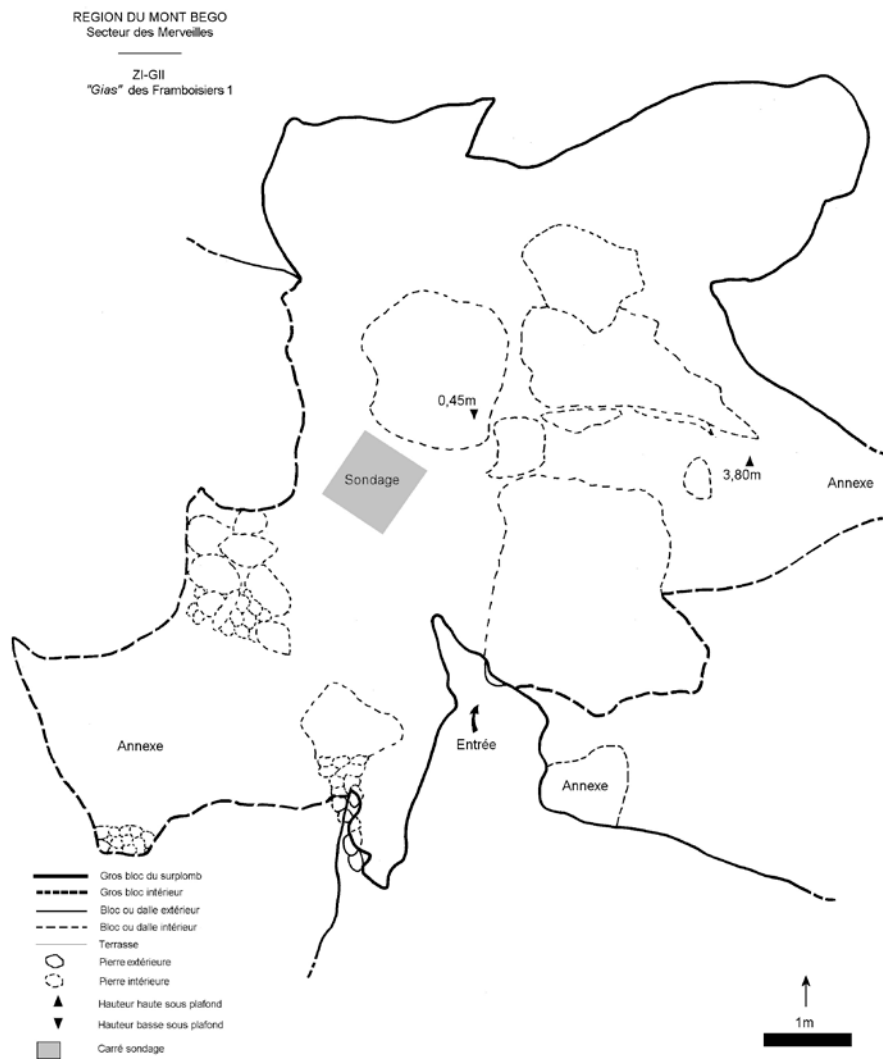 REGION DU MONT BEGO
Secteur des Merveilles
ZI-GII
"Gias" des Framboisiers 1
0,45m
3,80m
Sondage
Annexe
Annexe
Entrée
Annexe
Gros bloc du surplomb
Gros bloc intérieur
Bloc ou dalle extérieur
Bloc ou dalle intérieur
Terrasse
Pierre extérieure
Pierre intérieure
Hauteur haute sous plafond
Hauteur basse sous plafond
Carré sondage
1m